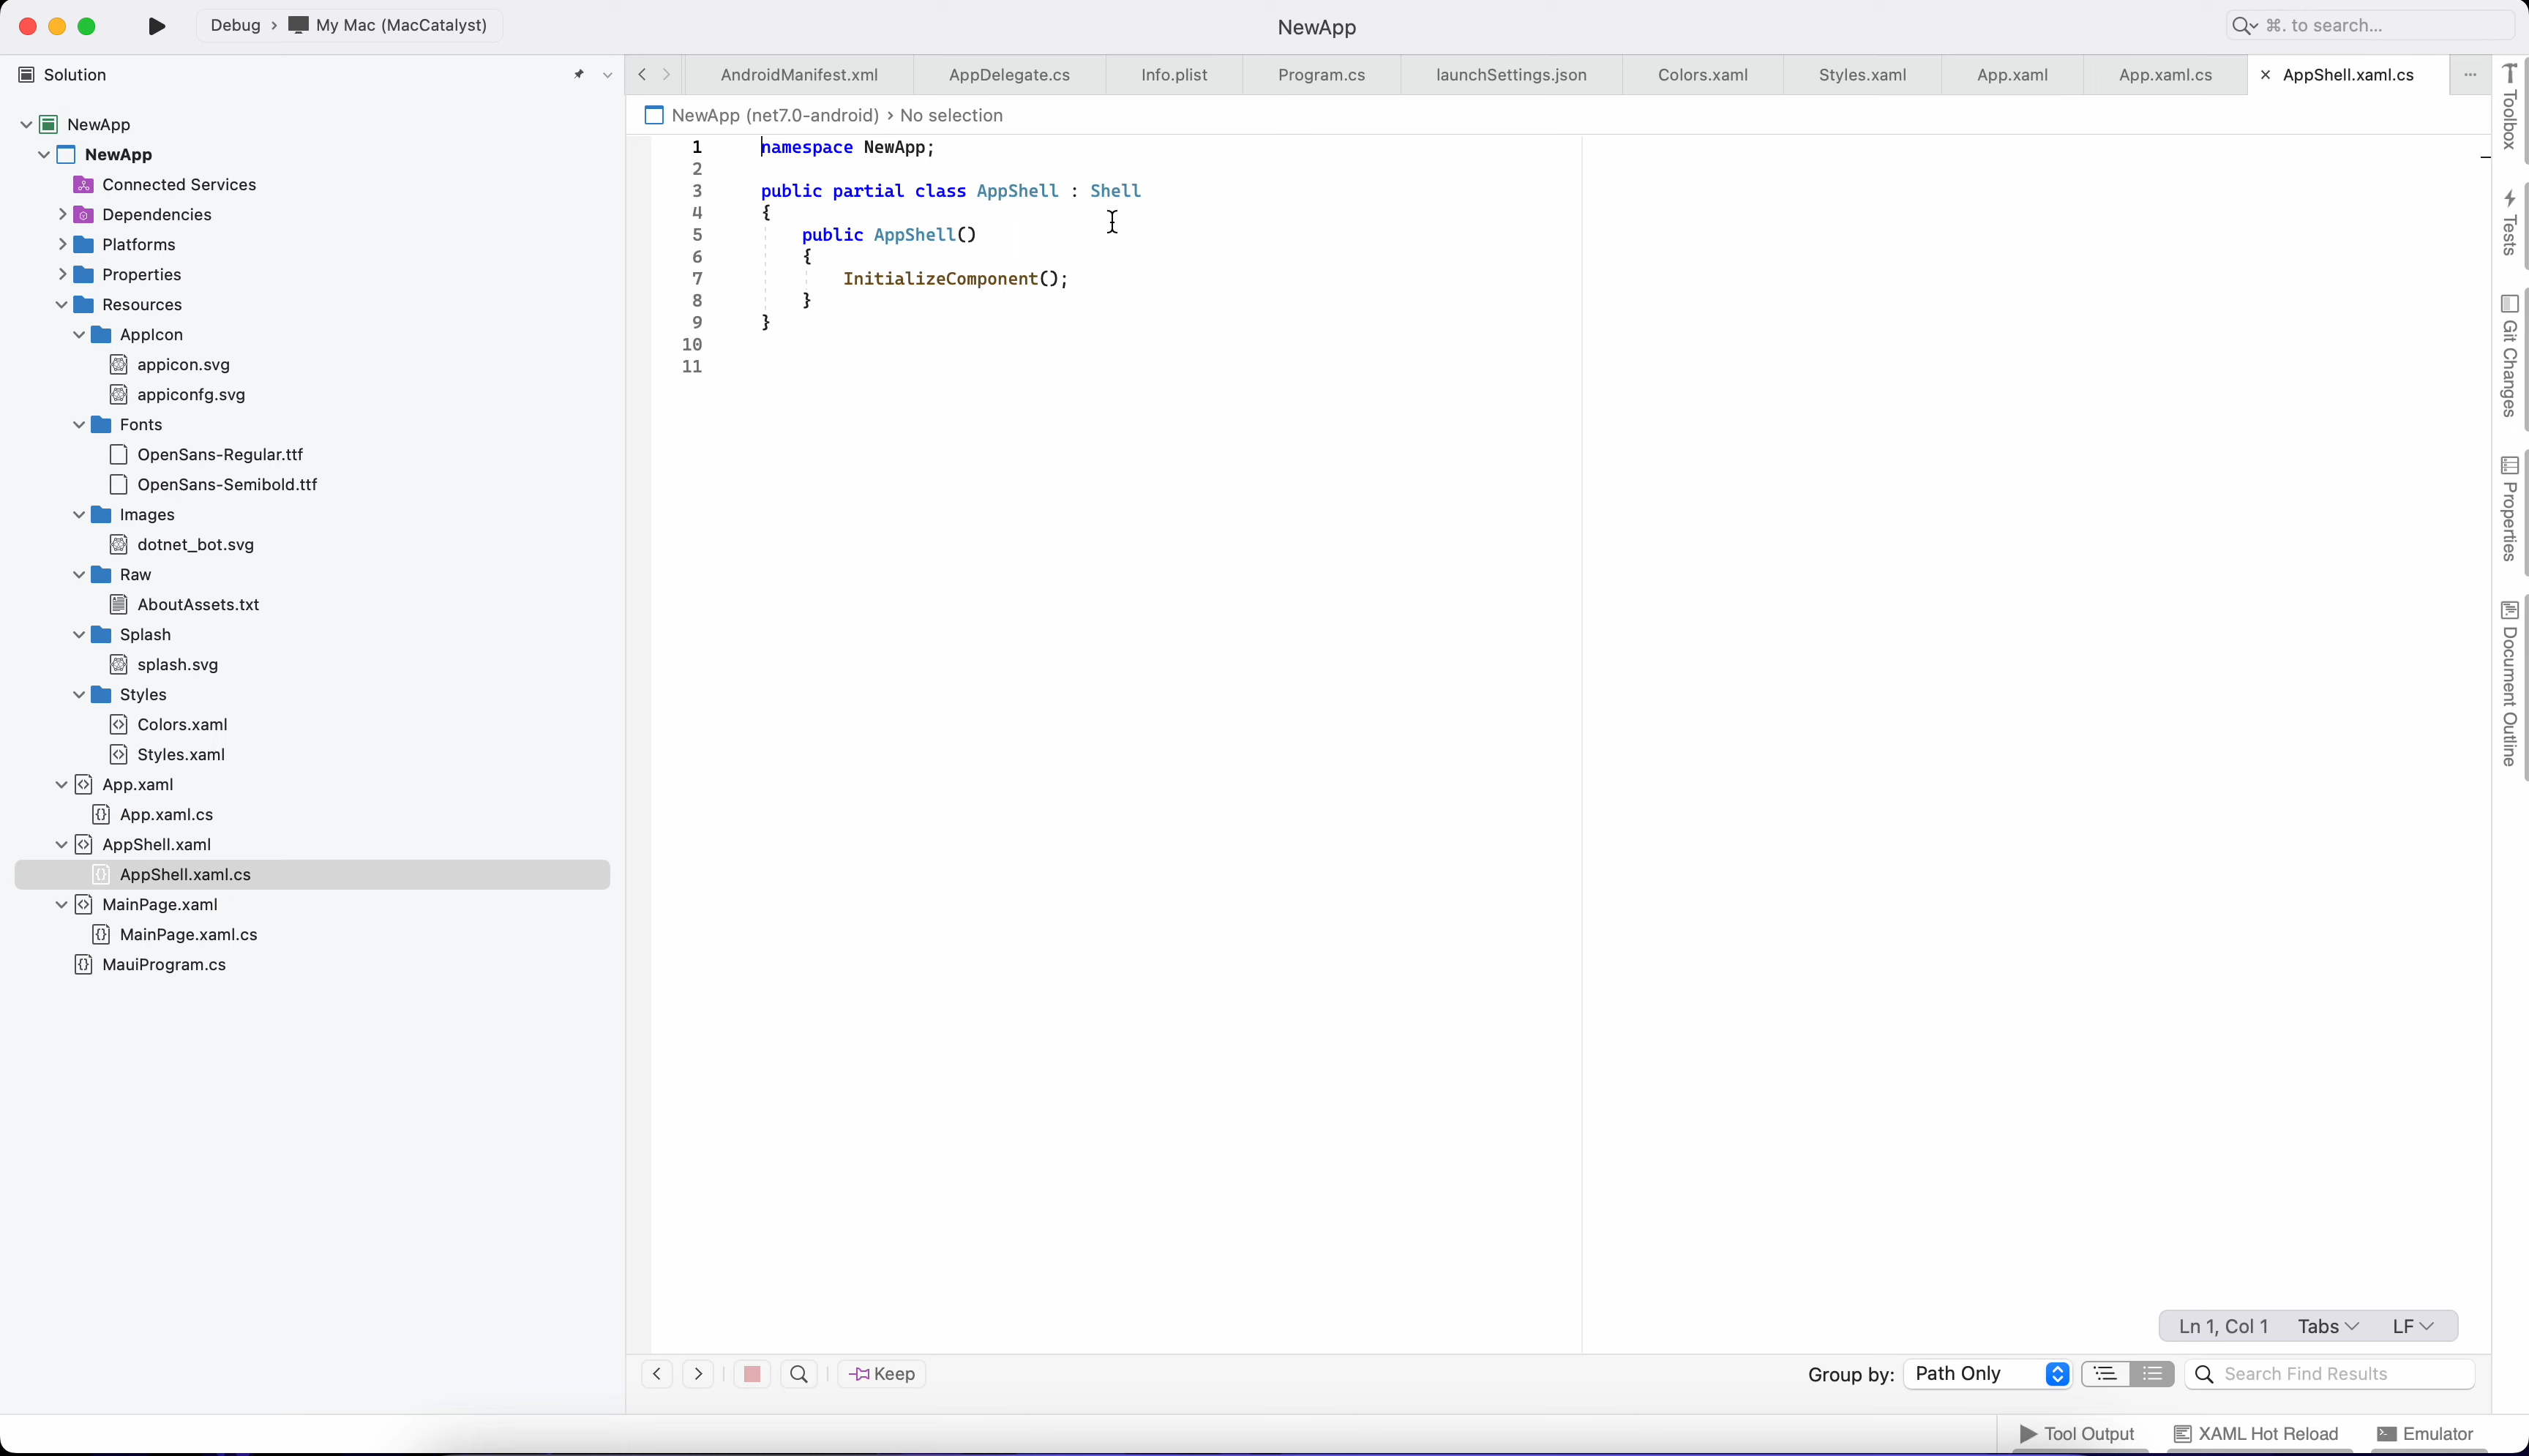 Debug › My Mac (MacCatalyst)
NewApp
⌘. to search...
Solution
AndroidManifest.xml
AppDelegate.cs
Info.plist
Program.cs
launchSettings.json
Colors.xaml
Styles.xaml
App.xaml
App.xaml.cs
AppShell.xaml.cs
NewApp (net7.0-android) › No selection
NewApp
NewApp
Connected Services
Dependencies
Platforms
Properties
Resources
AppIcon
appicon.svg
appiconfg.svg
Fonts
OpenSans-Regular.ttf
OpenSans-Semibold.ttf
Images
dotnet_bot.svg
Raw
AboutAssets.txt
Splash
splash.svg
Styles
Colors.xaml
Styles.xaml
App.xaml
App.xaml.cs
AppShell.xaml
AppShell.xaml.cs
MainPage.xaml
MainPage.xaml.cs
MauiProgram.cs
1 namespace NewApp;
2
3 public partial class AppShell : Shell
4 {
5 public AppShell()
6 {
7 InitializeComponent();
8 }
9 }
10
11
Toolbox
Tests
Git Changes
Properties
Document Outline
Ln 1, Col 1 Tabs LF
Keep
Group by: Path Only
Search Find Results
Tool Output
XAML Hot Reload
Emulator